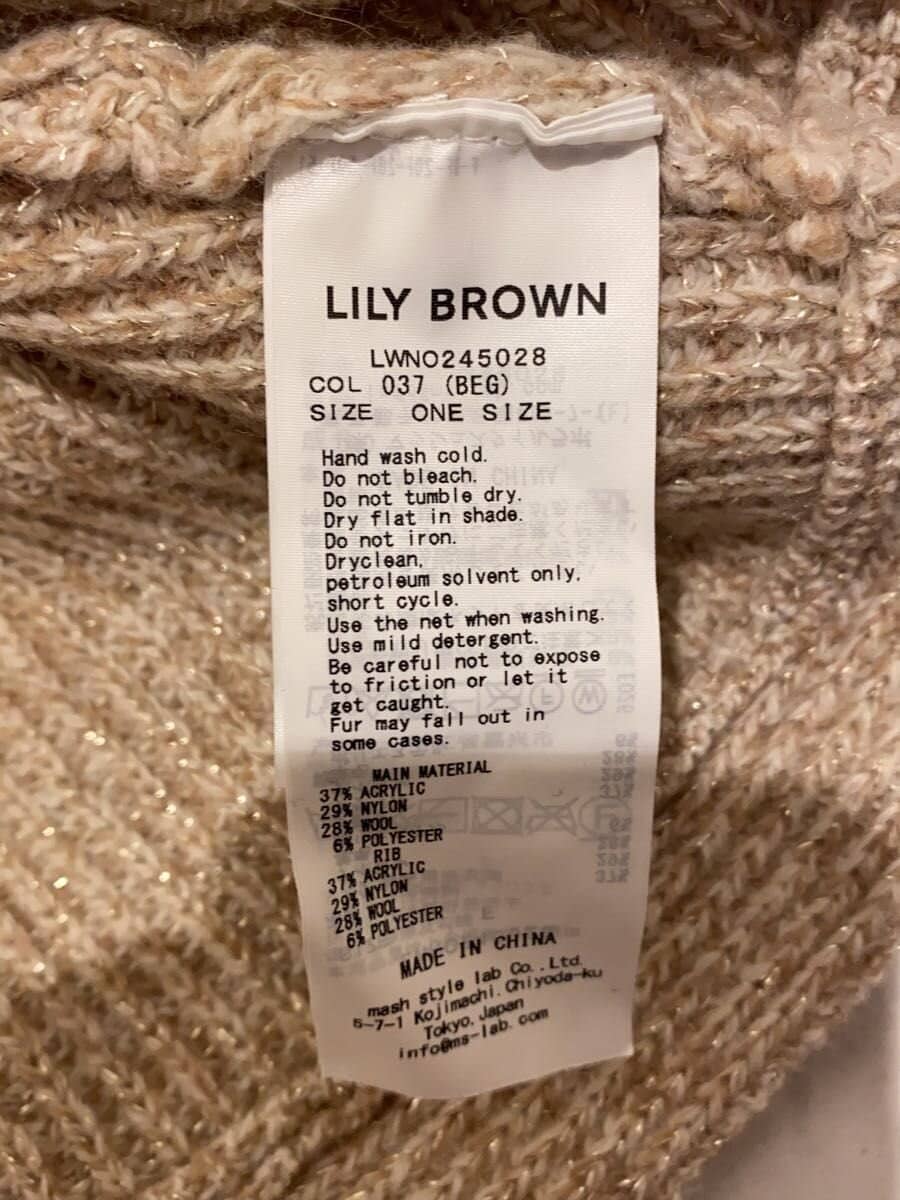 LILY BROWN
LWNO245028
COL 037 (BEG)
SIZE ONE SIZE
Hand wash cold.
Do not bleach.
Do not tumble dry.
Dry flat in shade.
Do not iron.
Dryclean,
petroleum solvent only,
short cycle.
Use the net when washing.
Use mild detergent.
Be careful not to expose
to friction or let it
get caught.
Fur may fall out in
some cases.
MAIN MATERIAL
37% ACRYLIC
29% NYLON
28% WOOL
6% POLYESTER
RIB
37% ACRYLIC
29% NYLON
28% WOOL
6% POLYESTER
MADE IN CHINA
mash style lab Co.,Ltd.
5-7-1 Kojimachi,Chiyoda-ku
Tokyo,Japan
info@ms-lab.com